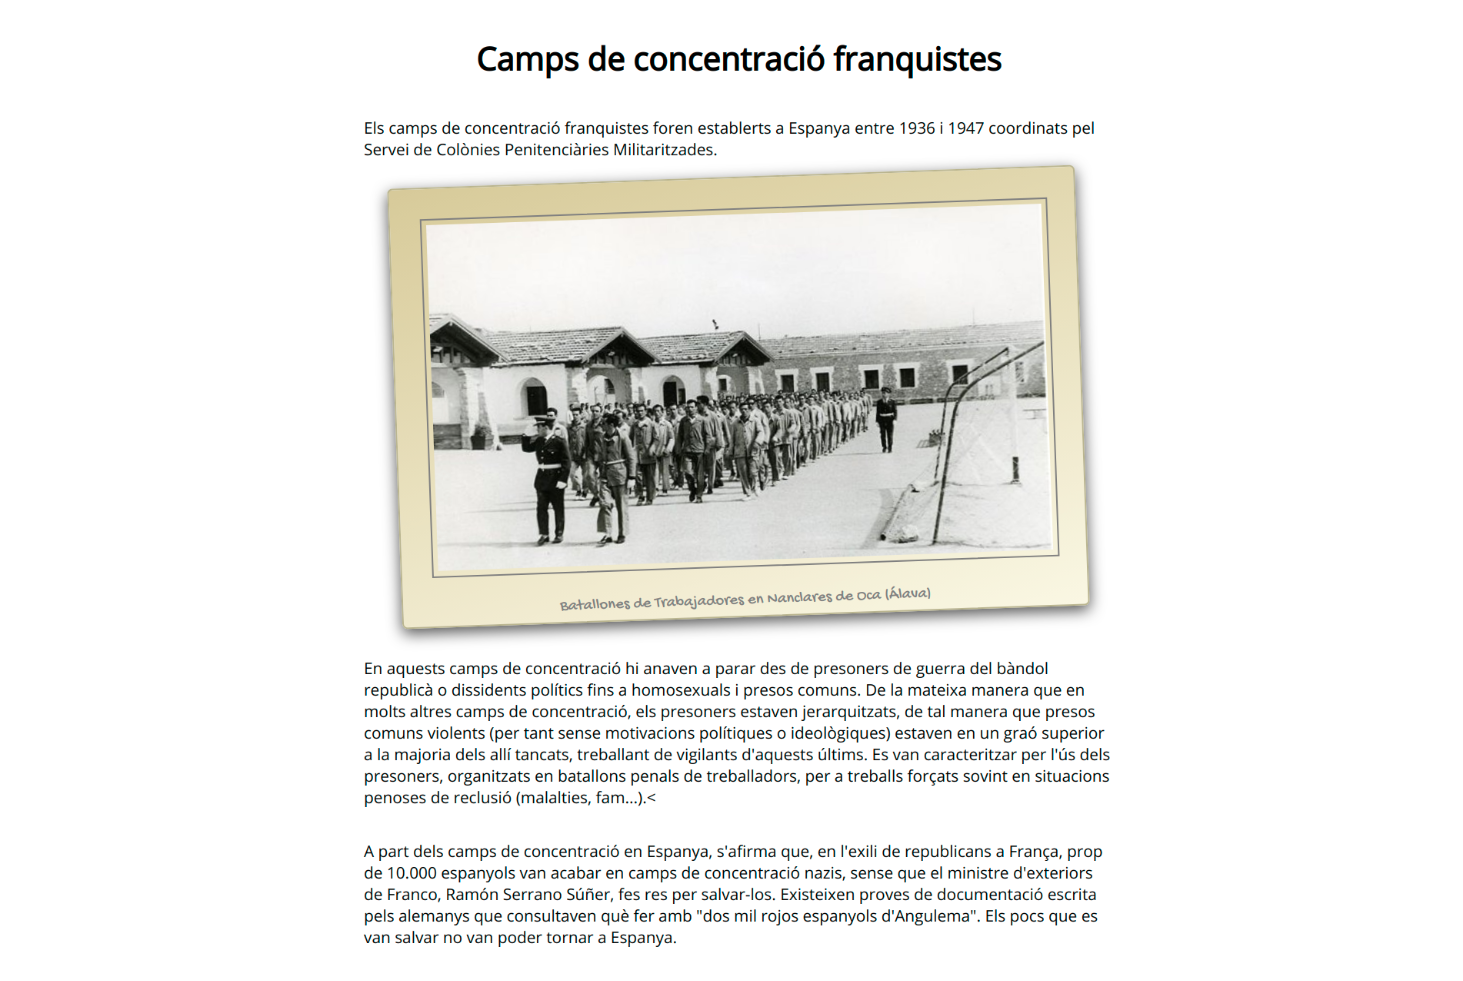 Camps de concentració franquistes
Els camps de concentració franquistes foren establerts a Espanya entre 1936 i 1947 coordinats pel
Servei de Colònies Penitenciàries Militaritzades.
Batallones de Trabajadores en Nanclares de Oca (Álava)
En aquests camps de concentració hi anaven a parar des de presoners de guerra del bàndol
republicà o dissidents polítics fins a homosexuals i presos comuns. De la mateixa manera que en
molts altres camps de concentració, els presoners estaven jerarquitzats, de tal manera que presos
comuns violents (per tant sense motivacions polítiques o ideològiques) estaven en un graó superior
a la majoria dels allí tancats, treballant de vigilants d'aquests últims. Es van caracteritzar per l'ús dels
presoners, organitzats en batallons penals de treballadors, per a treballs forçats sovint en situacions
penoses de reclusió (malalties, fam...).<
A part dels camps de concentració en Espanya, s'afirma que, en l'exili de republicans a França, prop
de 10.000 espanyols van acabar en camps de concentració nazis, sense que el ministre d'exteriors
de Franco, Ramón Serrano Súñer, fes res per salvar-los. Existeixen proves de documentació escrita
pels alemanys que consultaven què fer amb "dos mil rojos espanyols d'Angulema". Els pocs que es
van salvar no van poder tornar a Espanya.